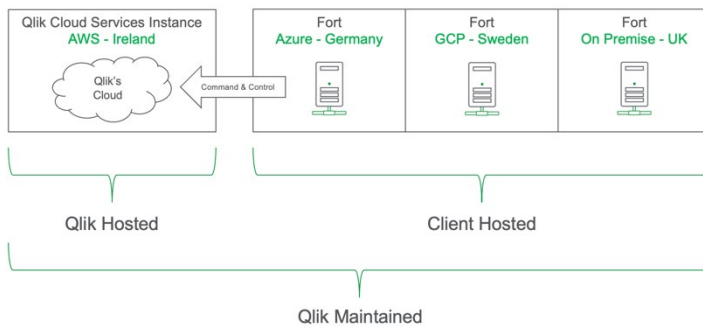 Qlik Cloud Services Instance
AWS - Ireland
Qlik's
Cloud
Command & Control
Fort
Azure - Germany
Fort
GCP - Sweden
Fort
On Premise - UK
Qlik Hosted
Client Hosted
Qlik Maintained